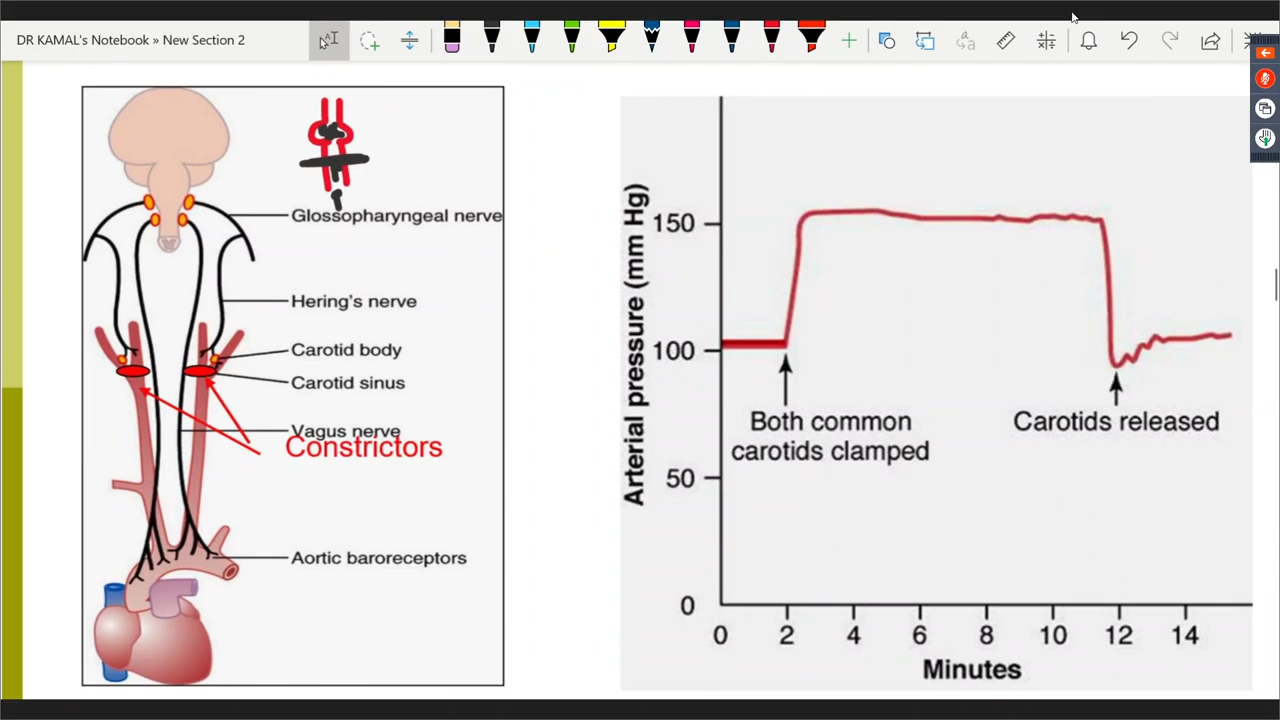 DR KAMAL's Notebook » New Section 2
Glossopharyngeal nerve
Hering's nerve
Carotid body
Carotid sinus
Vagus nerve
Constrictors
Aortic baroreceptors
Arterial pressure (mm Hg)
150
100
50
0
Both common
carotids clamped
Carotids released
0 2 4 6 8 10 12 14
Minutes